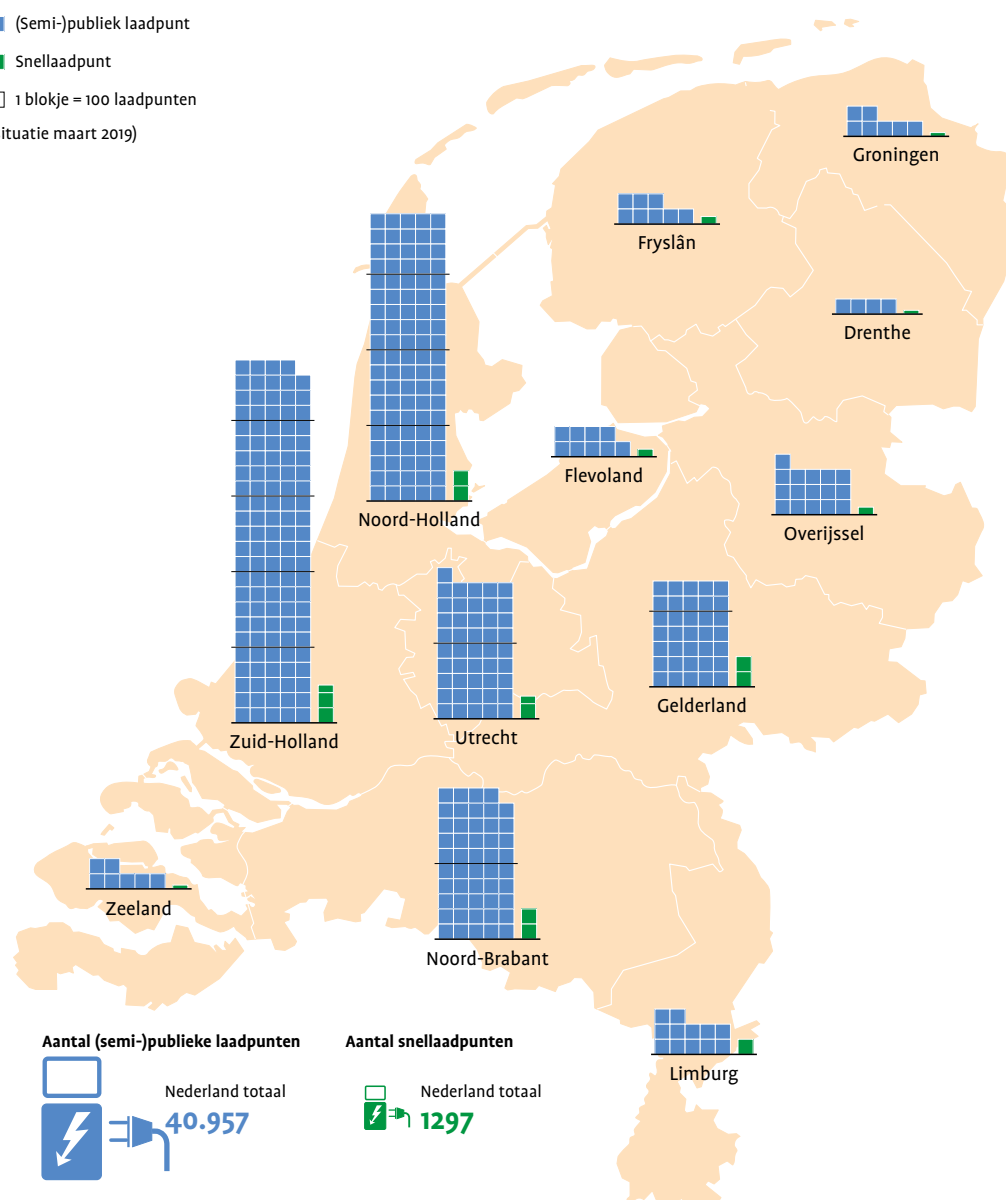 (Semi-)publiek laadpunt
Snellaadpunt
1 blokje = 100 laadpunten
ituatie maart 2019)
Groningen
Fryslân
Drenthe
Flevoland
Noord-Holland
Overijssel
Gelderland
Utrecht
Zuid-Holland
Zeeland
Noord-Brabant
Limburg
Aantal (semi-)publieke laadpunten
Nederland totaal
40.957
Aantal snellaadpunten
Nederland totaal
1297